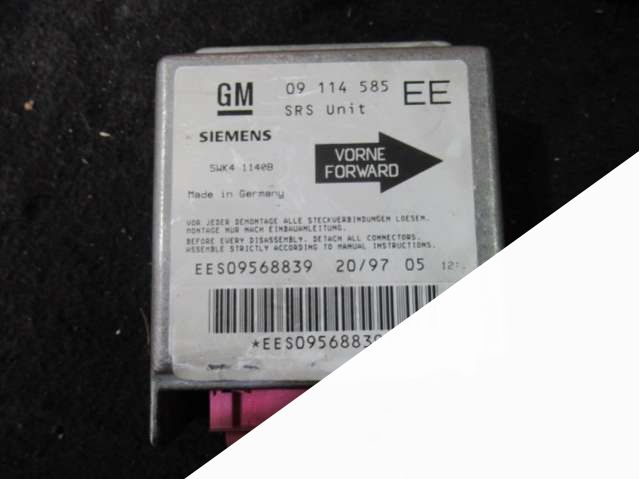 GM 09 114 585 EE
SRS Unit
SIEMENS
5WK4 1140B
VORNE
FORWARD
Made in Germany
VOR JEDER DEMONTAGE ALLE STECKVERBINDUNGEN LOESEN.
MONTAGE NUR NACH EINBAUANLEITUNG.
BEFORE EVERY DISASSEMBLY, DETACH ALL CONNECTORS.
ASSEMBLE STRICTLY ACCORDING TO MANUAL INSTRUCTIONS.
EES09568839 20/97 05 12:
*EES09568839